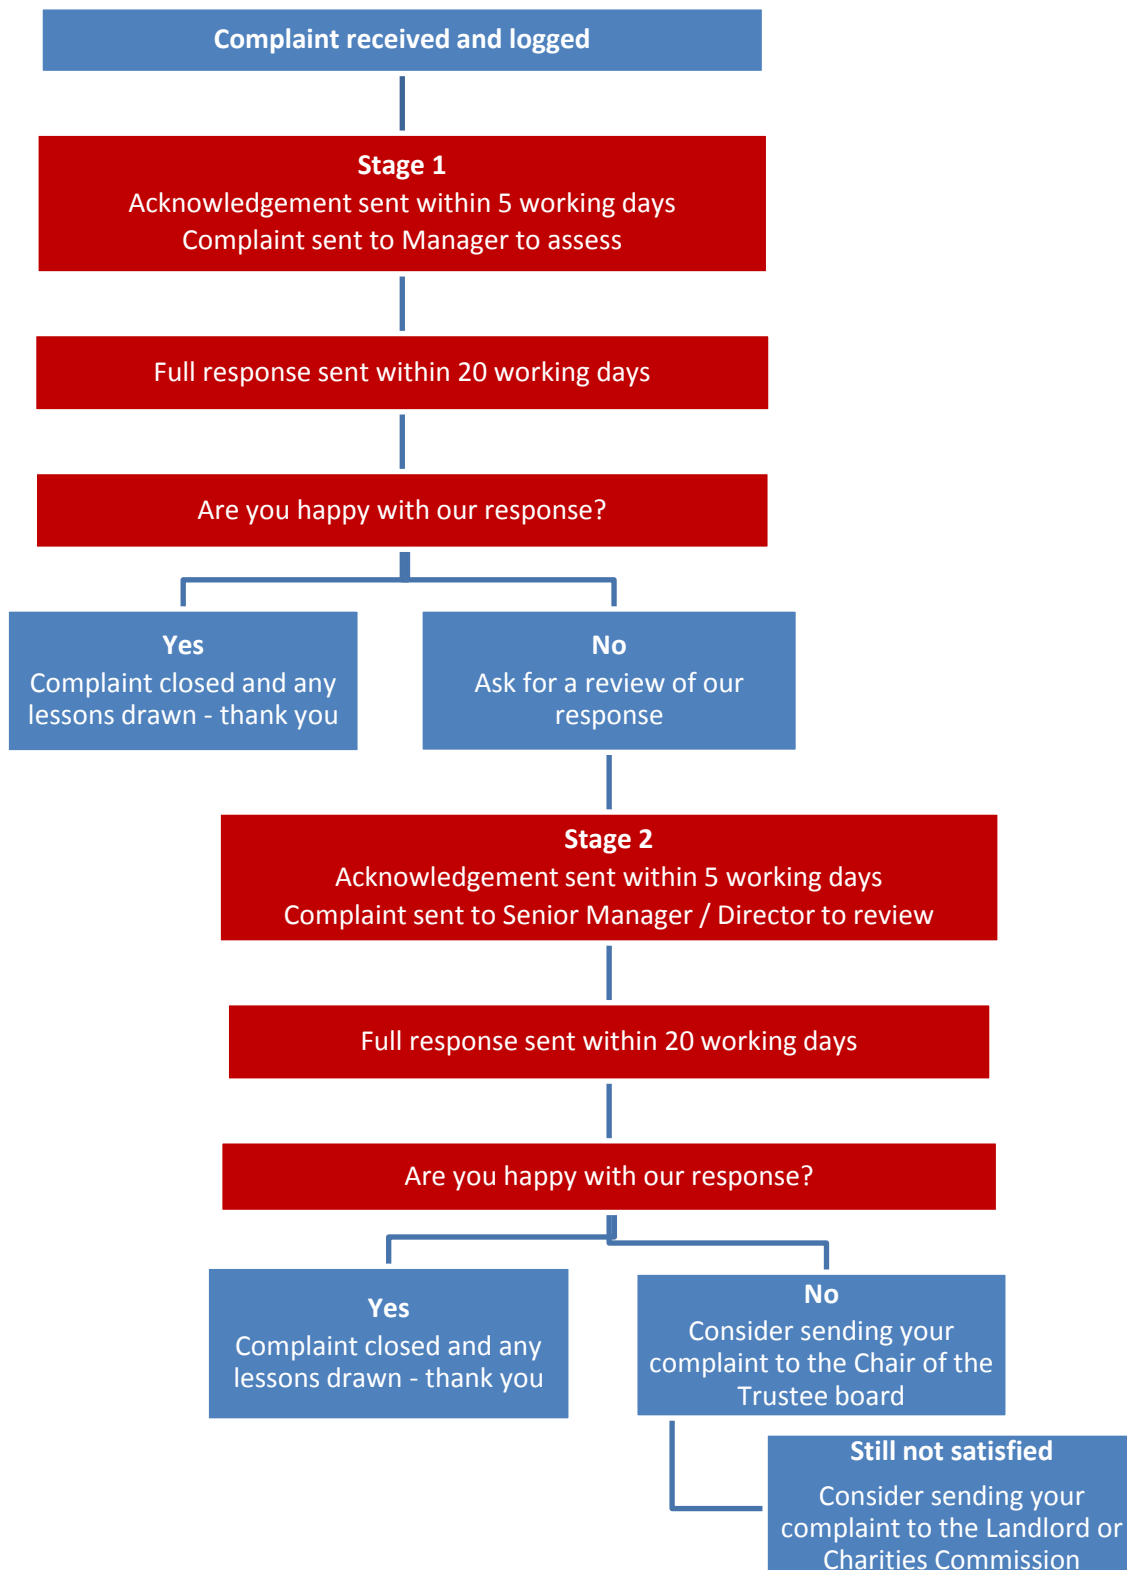 Complaint received and logged
Stage 1
Acknowledgement sent within 5 working days
Complaint sent to Manager to assess
Full response sent within 20 working days
Are you happy with our response?
Yes
Complaint closed and any
lessons drawn - thank you
No
Ask for a review of our
response
Stage 2
Acknowledgement sent within 5 working days
Complaint sent to Senior Manager / Director to review
Full response sent within 20 working days
Are you happy with our response?
Yes
Complaint closed and any
lessons drawn - thank you
No
Consider sending your
complaint to the Chair of the
Trustee board
Still not satisfied
Consider sending your
complaint to the Landlord or
Charities Commission